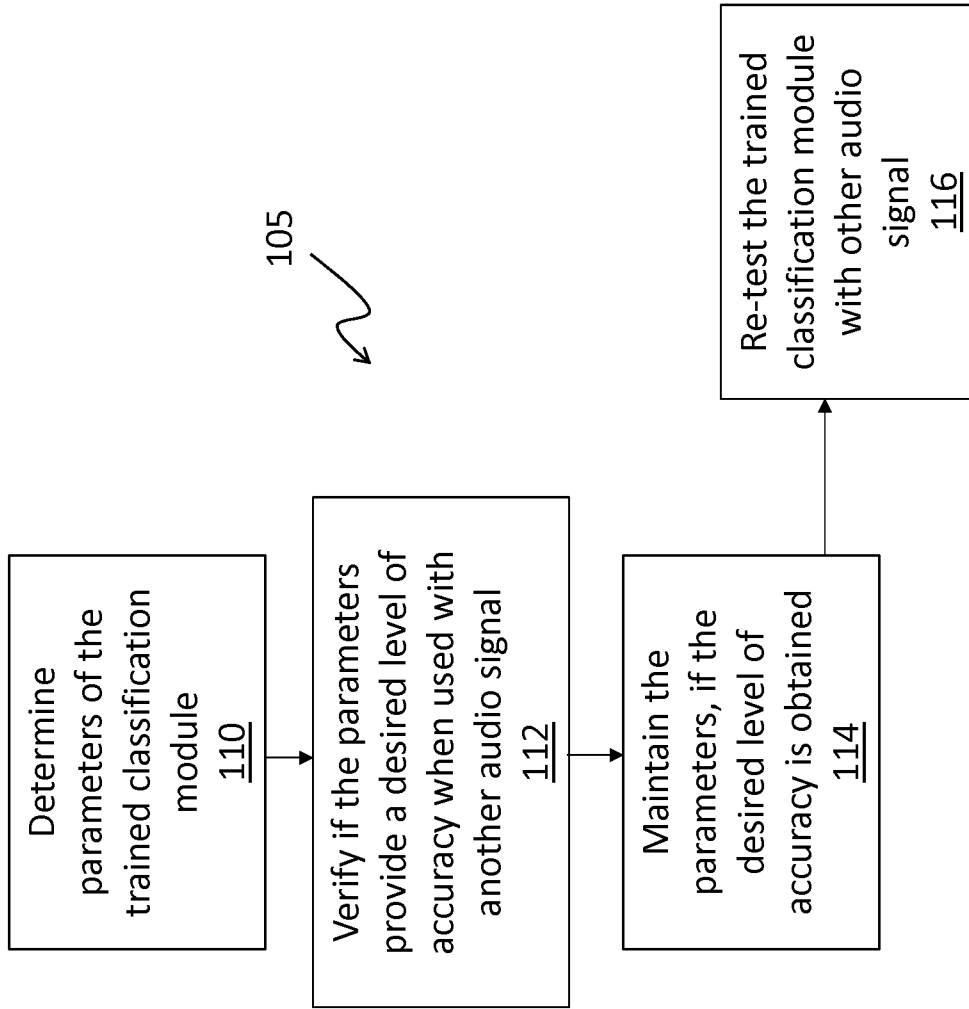 Determine
parameters of the
trained classification
module
110
Verify if the parameters
provide a desired level of
accuracy when used with
another audio signal
112
Maintain the
parameters, if the
desired level of
accuracy is obtained
114
105
Re-test the trained
classification module
with other audio
signal
116